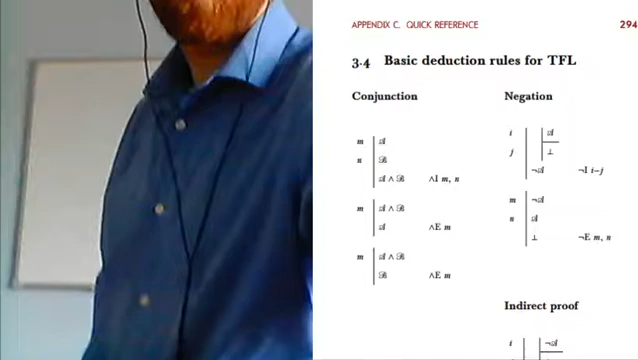 APPENDIX C. QUICK REFERENCE 294
3.4 Basic deduction rules for TFL
Conjunction
m 𝒜
n ℬ
𝒜 ∧ ℬ ∧I m, n
m 𝒜 ∧ ℬ
𝒜 ∧E m
m 𝒜 ∧ ℬ
ℬ ∧E m
Negation
i 𝒜
j ⊥
¬𝒜 ¬I i–j
m ¬𝒜
n 𝒜
⊥ ¬E m, n
Indirect proof
i ¬𝒜